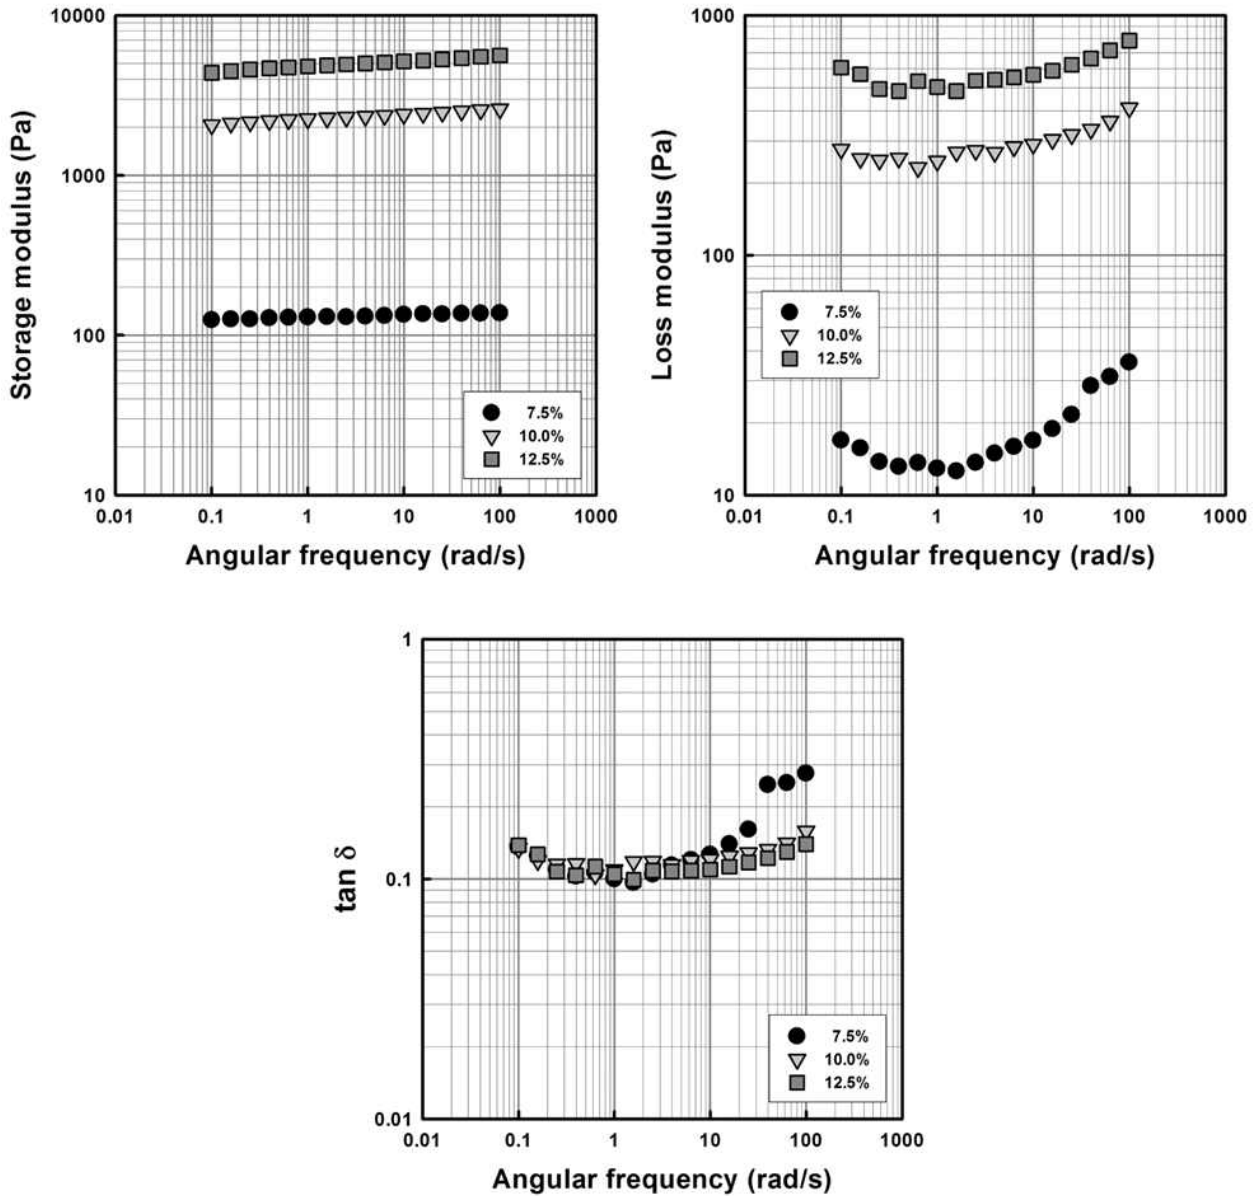 Storage modulus (Pa)
10000
1000
100
10
0.01 0.1 1 10 100 1000
Angular frequency (rad/s)
7.5%
10.0%
12.5%
Loss modulus (Pa)
1000
100
10
0.01 0.1 1 10 100 1000
Angular frequency (rad/s)
7.5%
10.0%
12.5%
tan δ
1
0.1
0.01
0.01 0.1 1 10 100 1000
Angular frequency (rad/s)
7.5%
10.0%
12.5%